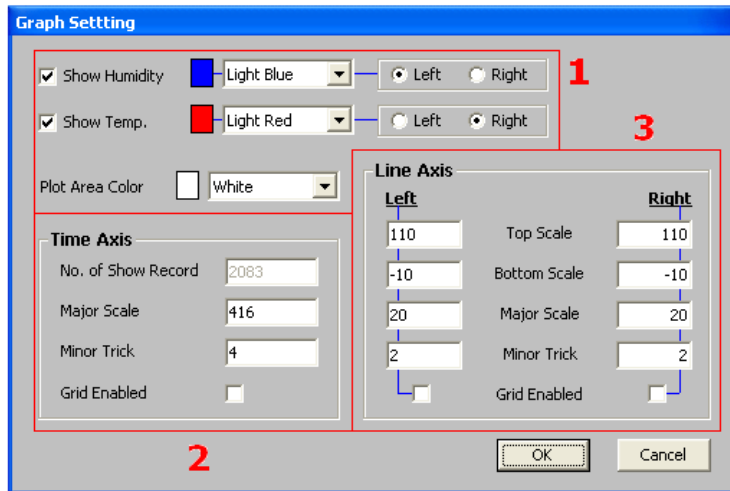 Graph Settting
Show Humidity Light Blue Left Right 1
Show Temp. Light Red Left Right
3
Plot Area Color White
Line Axis
Left Right
110 Top Scale 110
-10 Bottom Scale -10
20 Major Scale 20
2 Minor Trick 2
Grid Enabled
Time Axis
No. of Show Record 2083
Major Scale 416
Minor Trick 4
Grid Enabled
2
OK Cancel